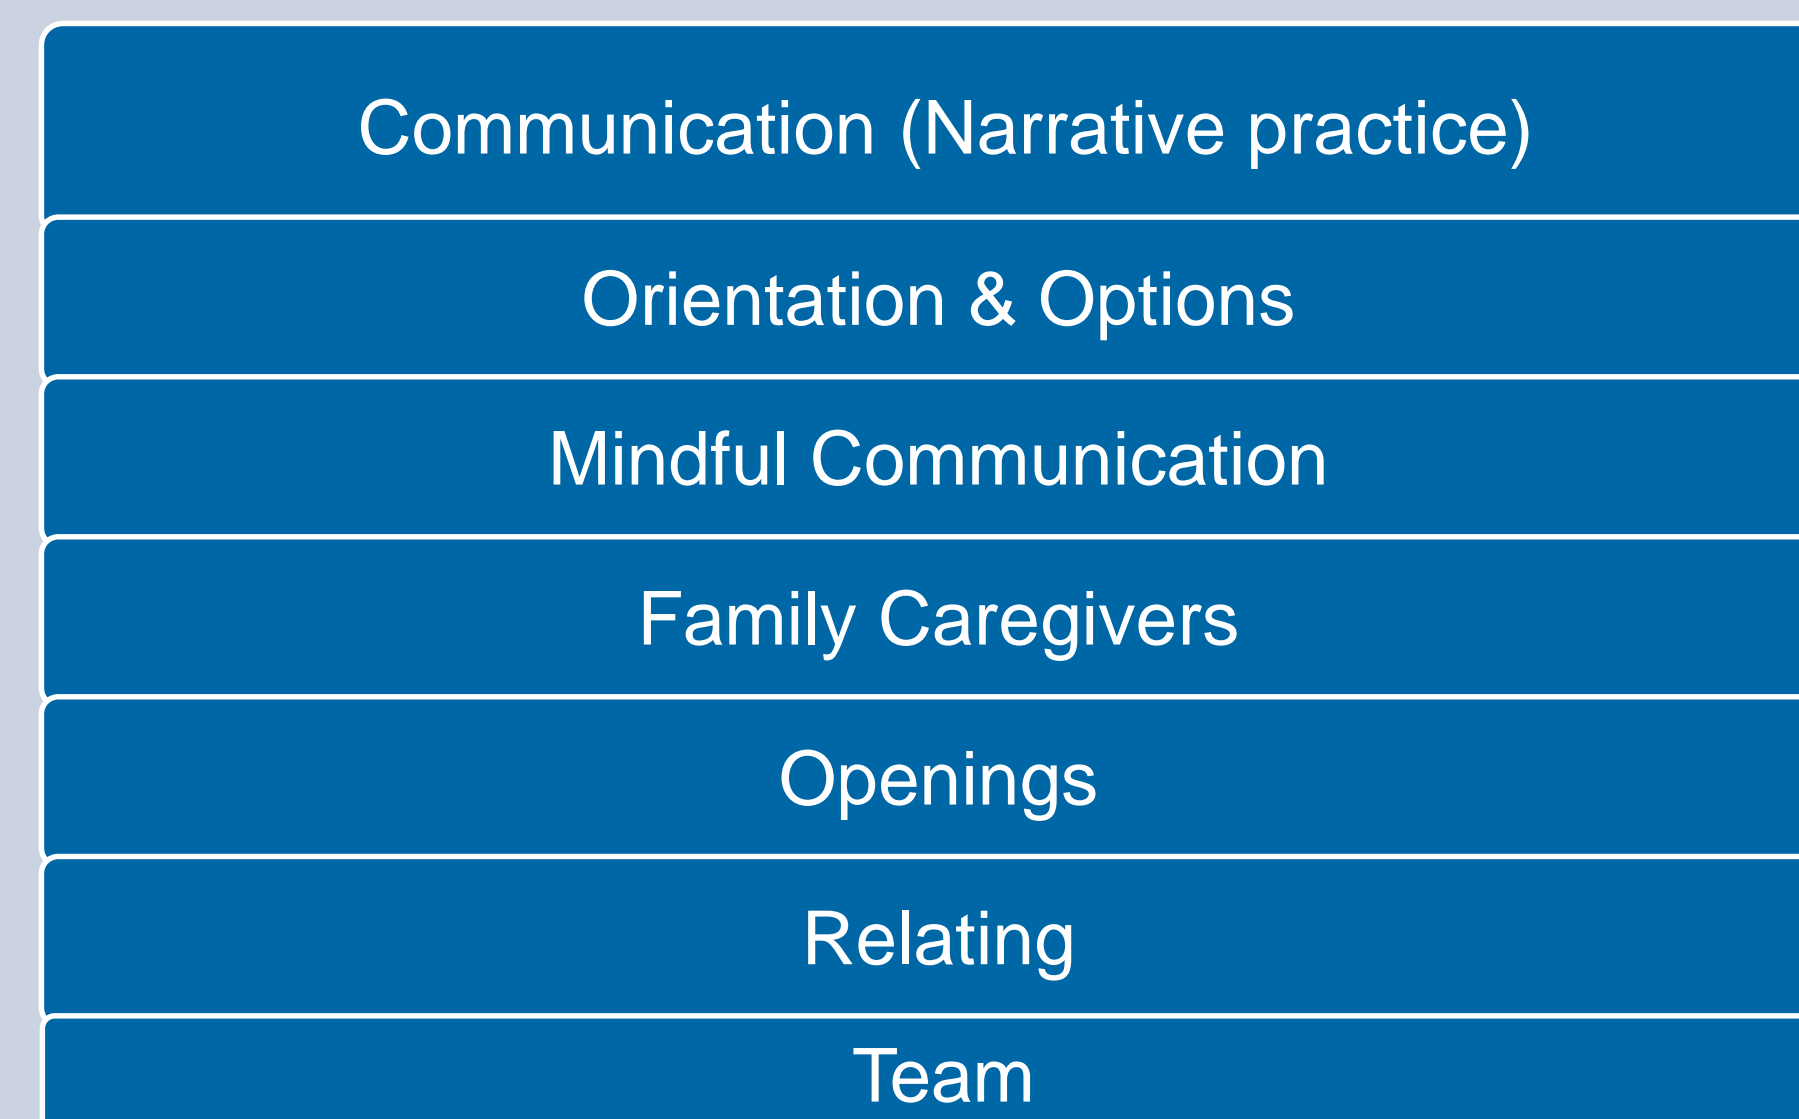 Communication (Narrative practice)
Orientation & Options
Mindful Communication
Family Caregivers
Openings
Relating
Team